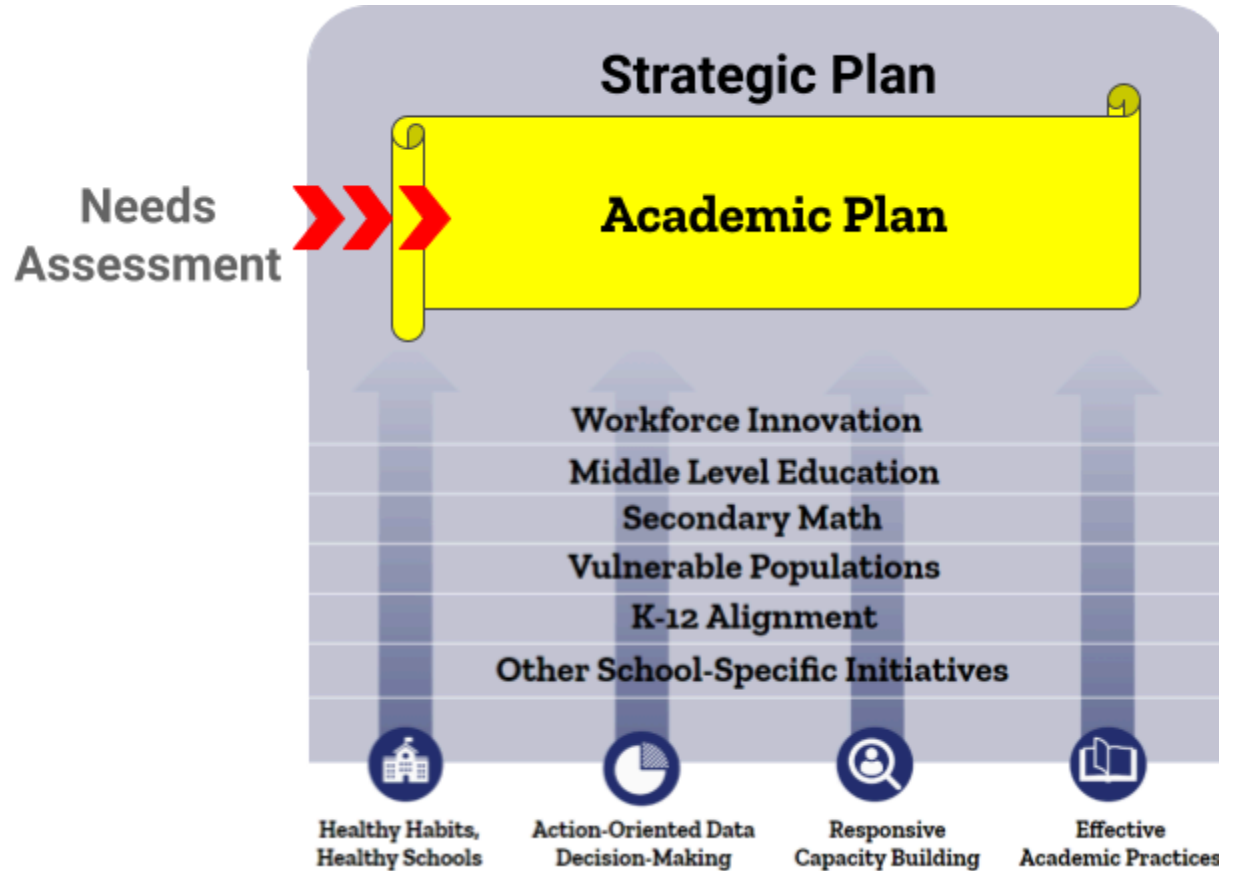 Strategic Plan
Needs
Assessment
Academic Plan
Workforce Innovation
Middle Level Education
Secondary Math
Vulnerable Populations
K-12 Alignment
Other School-Specific Initiatives
Healthy Habits,
Healthy Schools
Action-Oriented Data
Decision-Making
Responsive
Capacity Building
Effective
Academic Practices